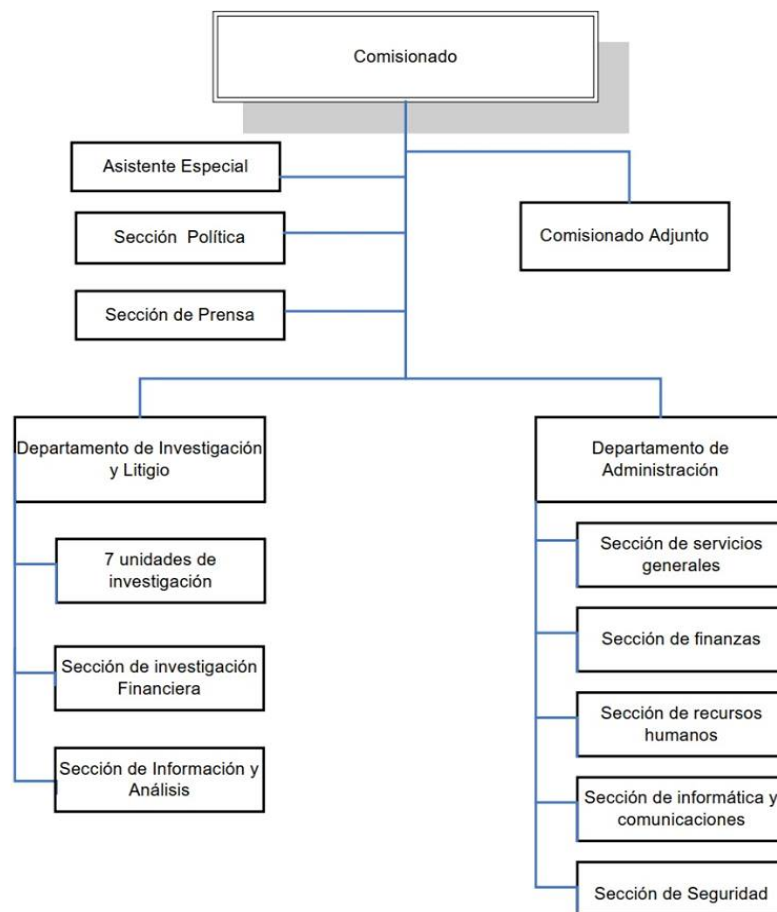 Comisionado
Asistente Especial
Sección Política
Comisionado Adjunto
Sección de Prensa
Departamento de Investigación
y Litigio
Departamento de
Administración
7 unidades de
investigación
Sección de servicios
generales
Sección de finanzas
Sección de investigación
Financiera
Sección de recursos
humanos
Sección de Información y
Análisis
Sección de informática y
comunicaciones
Sección de Seguridad